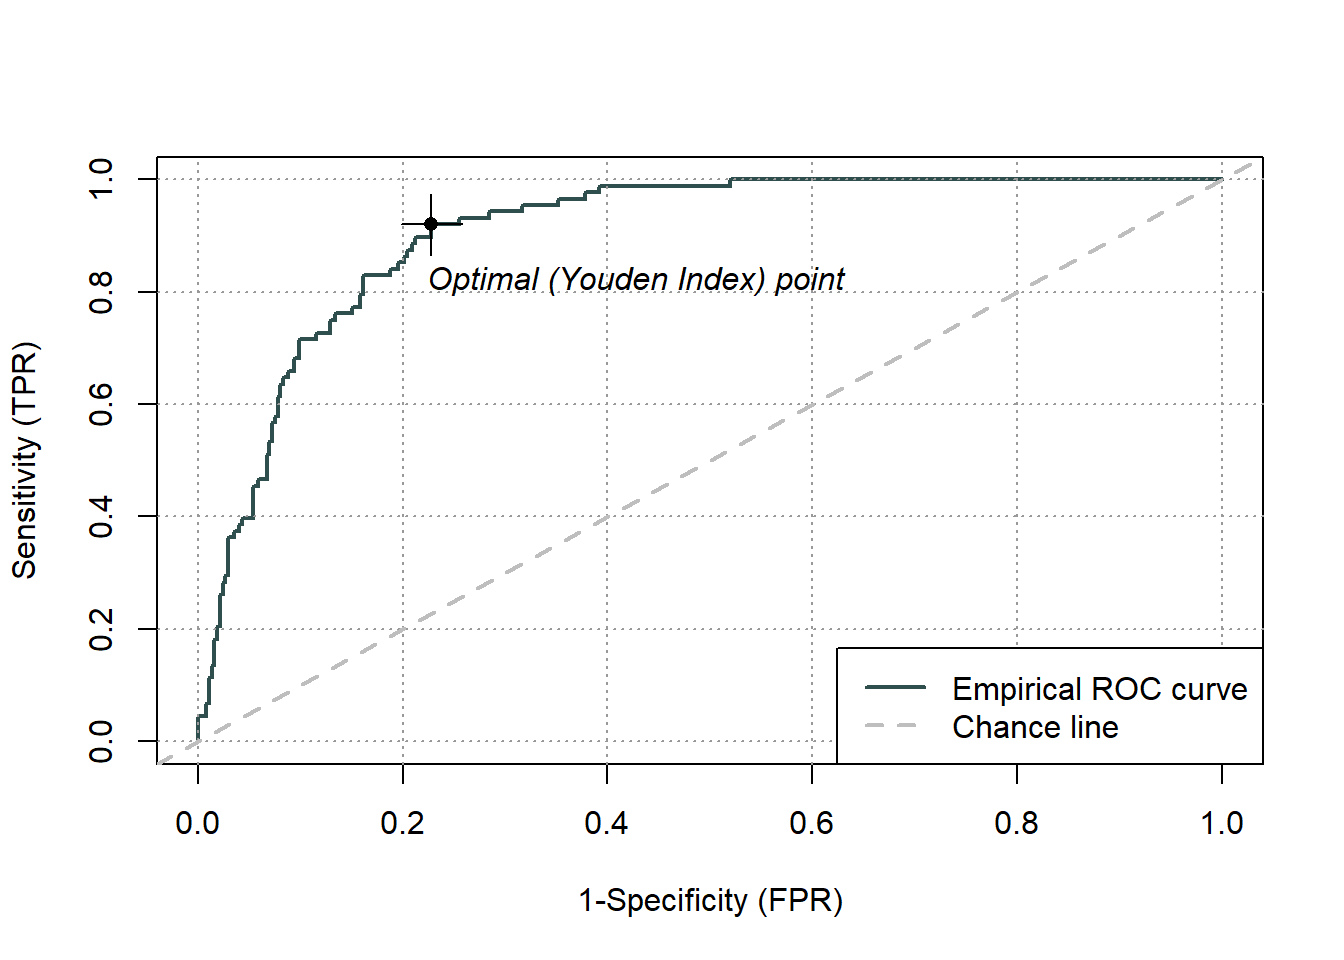 1.0
0.8
0.6
0.4
0.2
0.0
Sensitivity (TPR)
Optimal (Youden Index) point
Empirical ROC curve
Chance line
0.0 0.2 0.4 0.6 0.8 1.0
1-Specificity (FPR)